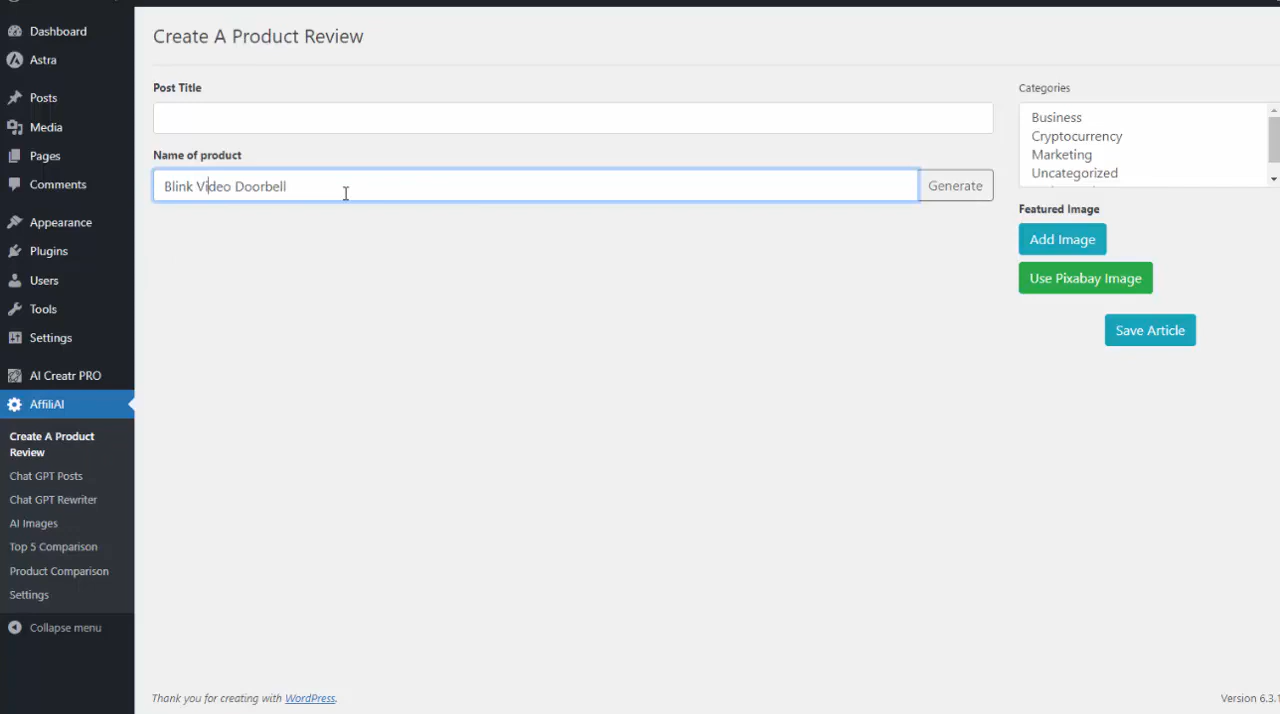 Dashboard
Astra
Posts
Media
Pages
Comments
Appearance
Plugins
Users
Tools
Settings
AI Creatr PRO
AffiliAI
Create A Product
Review
Chat GPT Posts
Chat GPT Rewriter
AI Images
Top 5 Comparison
Product Comparison
Settings
Collapse menu
Create A Product Review
Post Title
Name of product
Blink Video Doorbell
Generate
Categories
Business
Cryptocurrency
Marketing
Uncategorized
Featured Image
Add Image
Use Pixabay Image
Save Article
Thank you for creating with WordPress.
Version 6.3.1